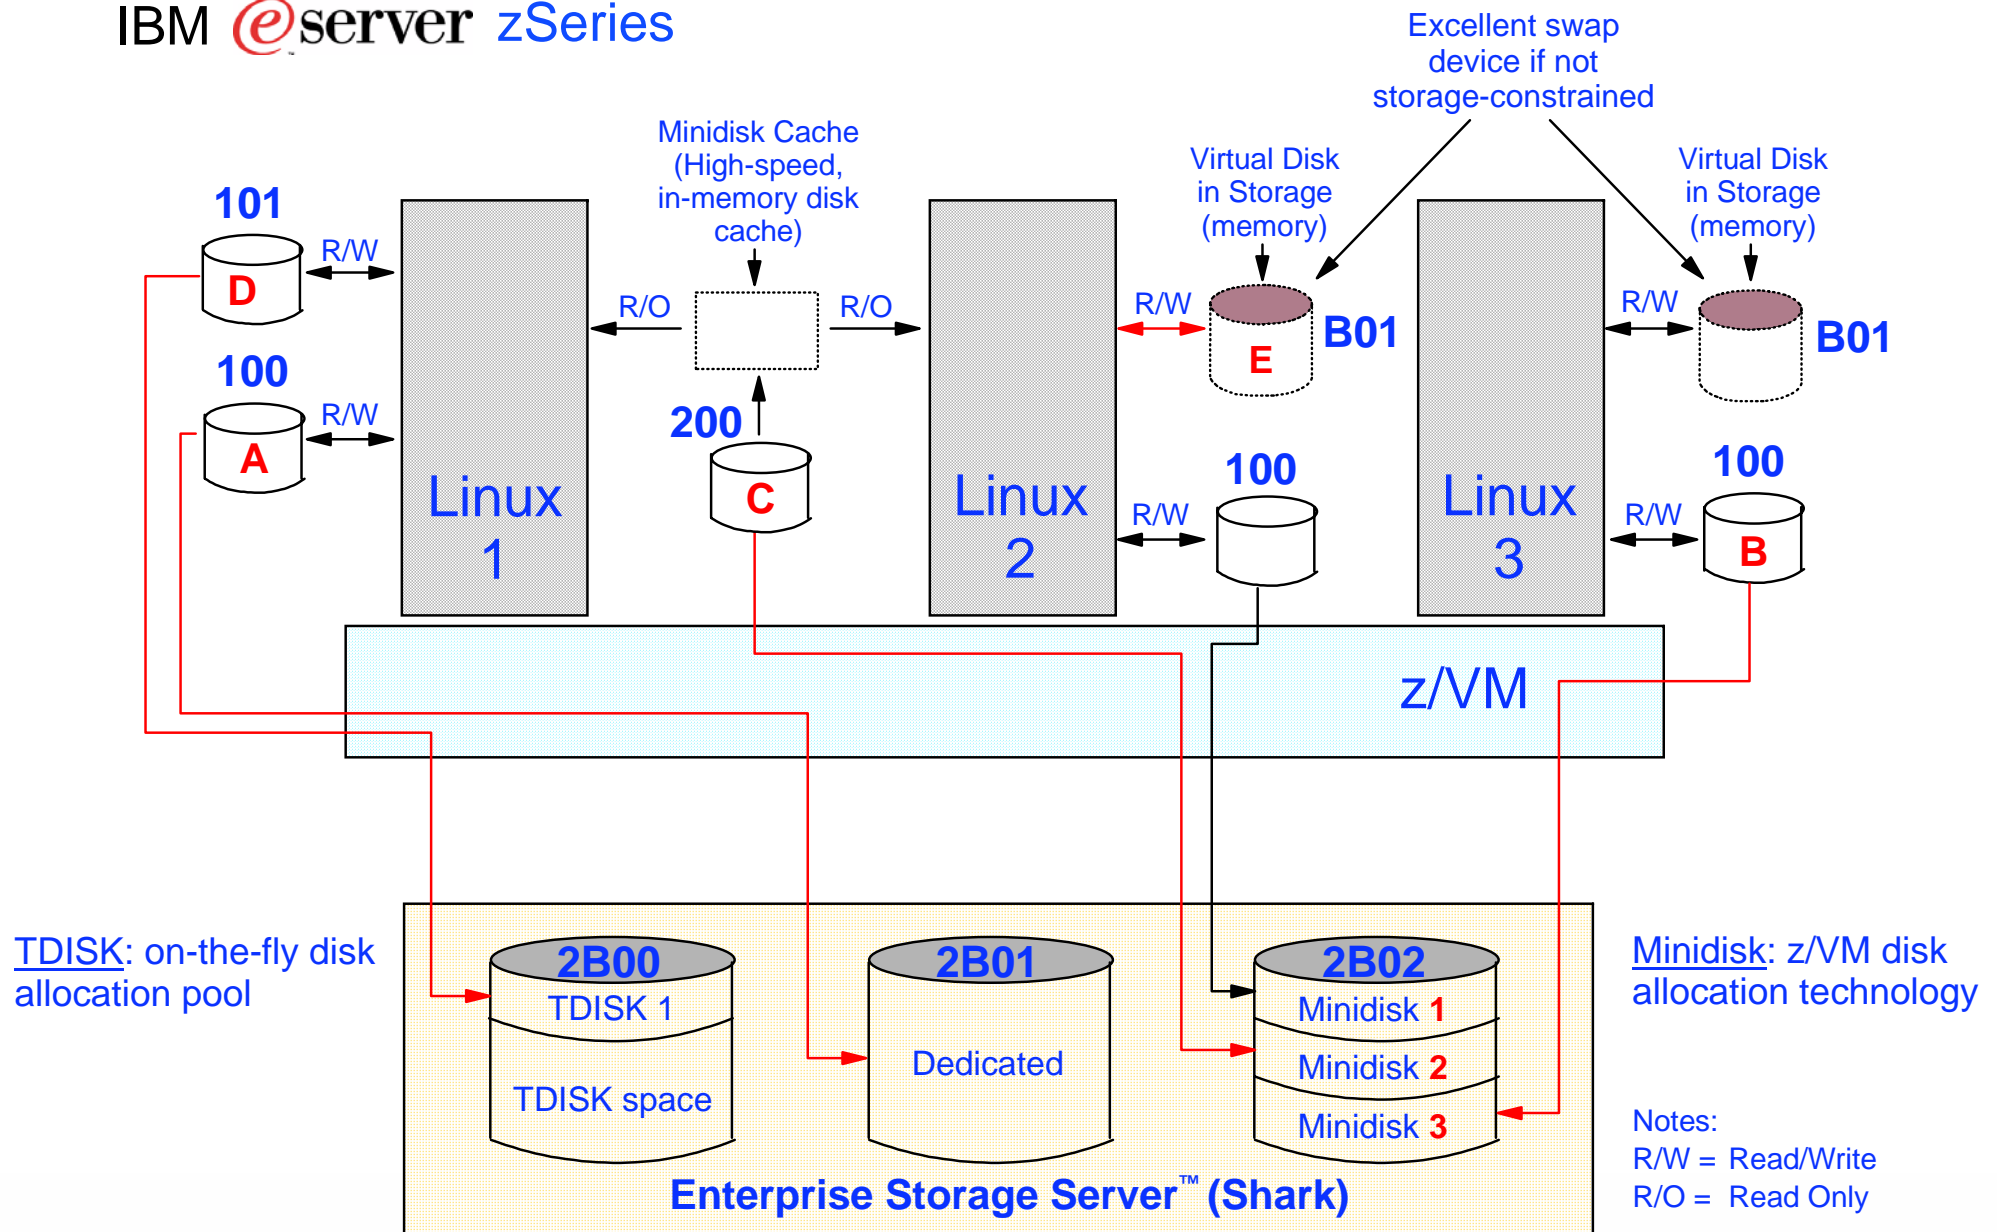 IBM @server zSeries
Excellent swap
device if not
storage-constrained
Minidisk Cache
(High-speed,
in-memory disk
cache)
Virtual Disk
in Storage
(memory)
Virtual Disk
in Storage
(memory)
101
R/W
D
R/O
R/O
R/W
B01
E
R/W
B01
100
R/W
A
200
C
Linux
1
Linux
2
100
R/W
Linux
3
100
R/W
B
z/VM
TDISK: on-the-fly disk
allocation pool
2B00
TDISK 1
TDISK space
2B01
Dedicated
2B02
Minidisk 1
Minidisk 2
Minidisk 3
Minidisk: z/VM disk
allocation technology
Enterprise Storage Server™ (Shark)
Notes:
R/W = Read/Write
R/O = Read Only